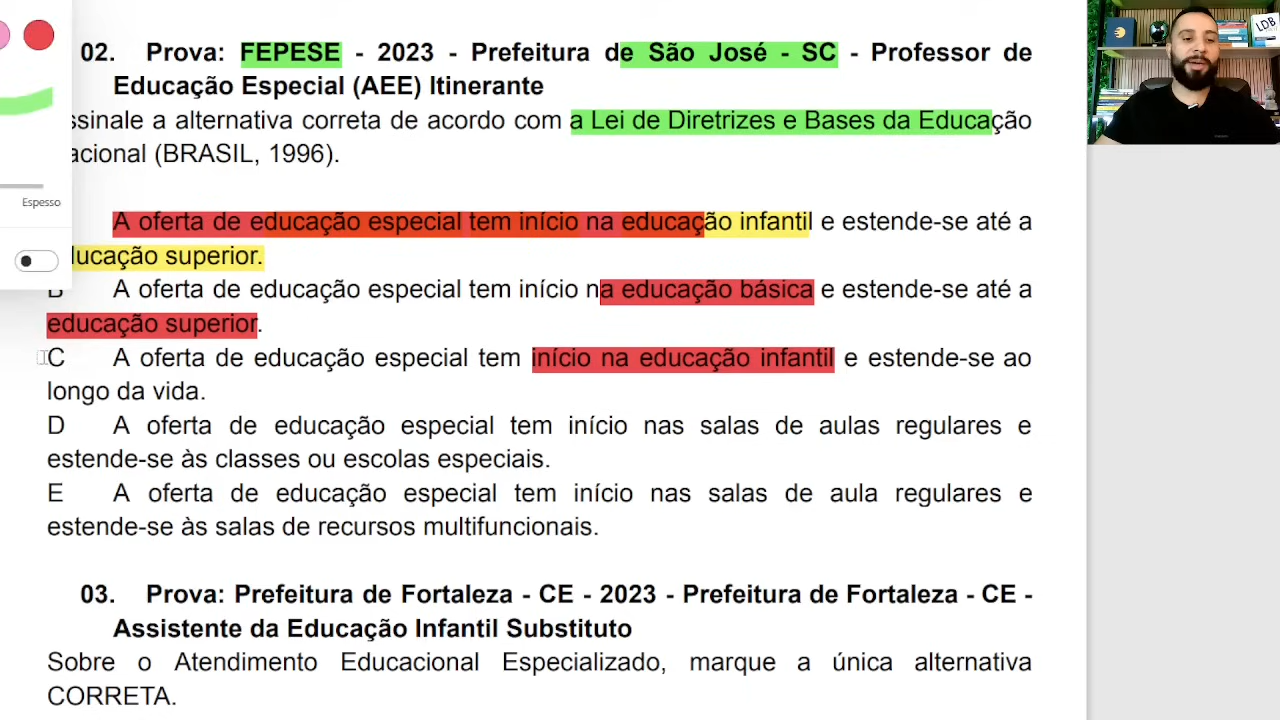 02. Prova: FEPESE - 2023 - Prefeitura de São José - SC - Professor de
Educação Especial (AEE) Itinerante
ssinale a alternativa correta de acordo com a Lei de Diretrizes e Bases da Educação
acional (BRASIL, 1996).
Espesso
A oferta de educação especial tem início na educação infantil e estende-se até a
ducação superior.
B A oferta de educação especial tem início na educação básica e estende-se até a
educação superior.
C A oferta de educação especial tem início na educação infantil e estende-se ao
longo da vida.
D A oferta de educação especial tem início nas salas de aulas regulares e
estende-se às classes ou escolas especiais.
E A oferta de educação especial tem início nas salas de aula regulares e
estende-se às salas de recursos multifuncionais.
03. Prova: Prefeitura de Fortaleza - CE - 2023 - Prefeitura de Fortaleza - CE -
Assistente da Educação Infantil Substituto
Sobre o Atendimento Educacional Especializado, marque a única alternativa
CORRETA.
LDB